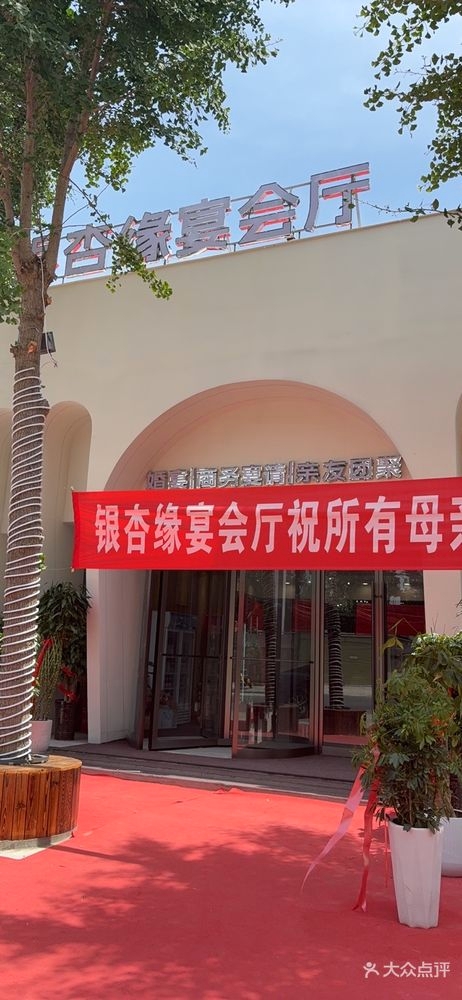 杏缘宴会厅
婚宴|商务宴请|亲友团聚
银杏缘宴会厅祝所有母亲
大众点评